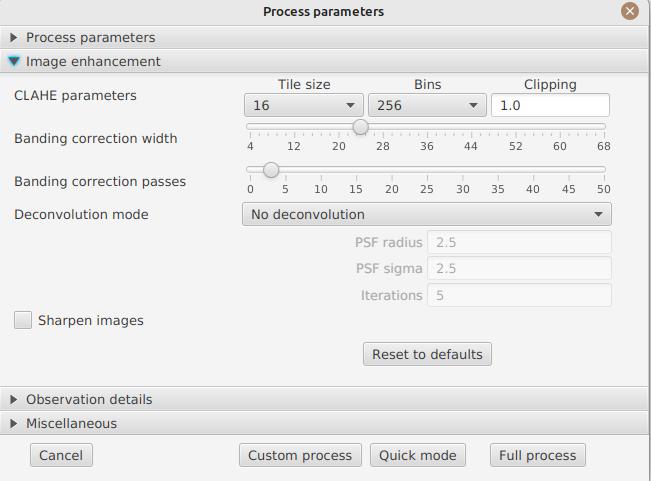 Process parameters
Process parameters
Image enhancement
Tile size Bins Clipping
CLAHE parameters 16 256 1.0
Banding correction width
4 12 20 28 36 44 52 60 68
Banding correction passes
0 5 10 15 20 25 30 35 40 45 50
Deconvolution mode No deconvolution
PSF radius 2.5
PSF sigma 2.5
Iterations 5
Sharpen images
Reset to defaults
Observation details
Miscellaneous
Cancel Custom process Quick mode Full process